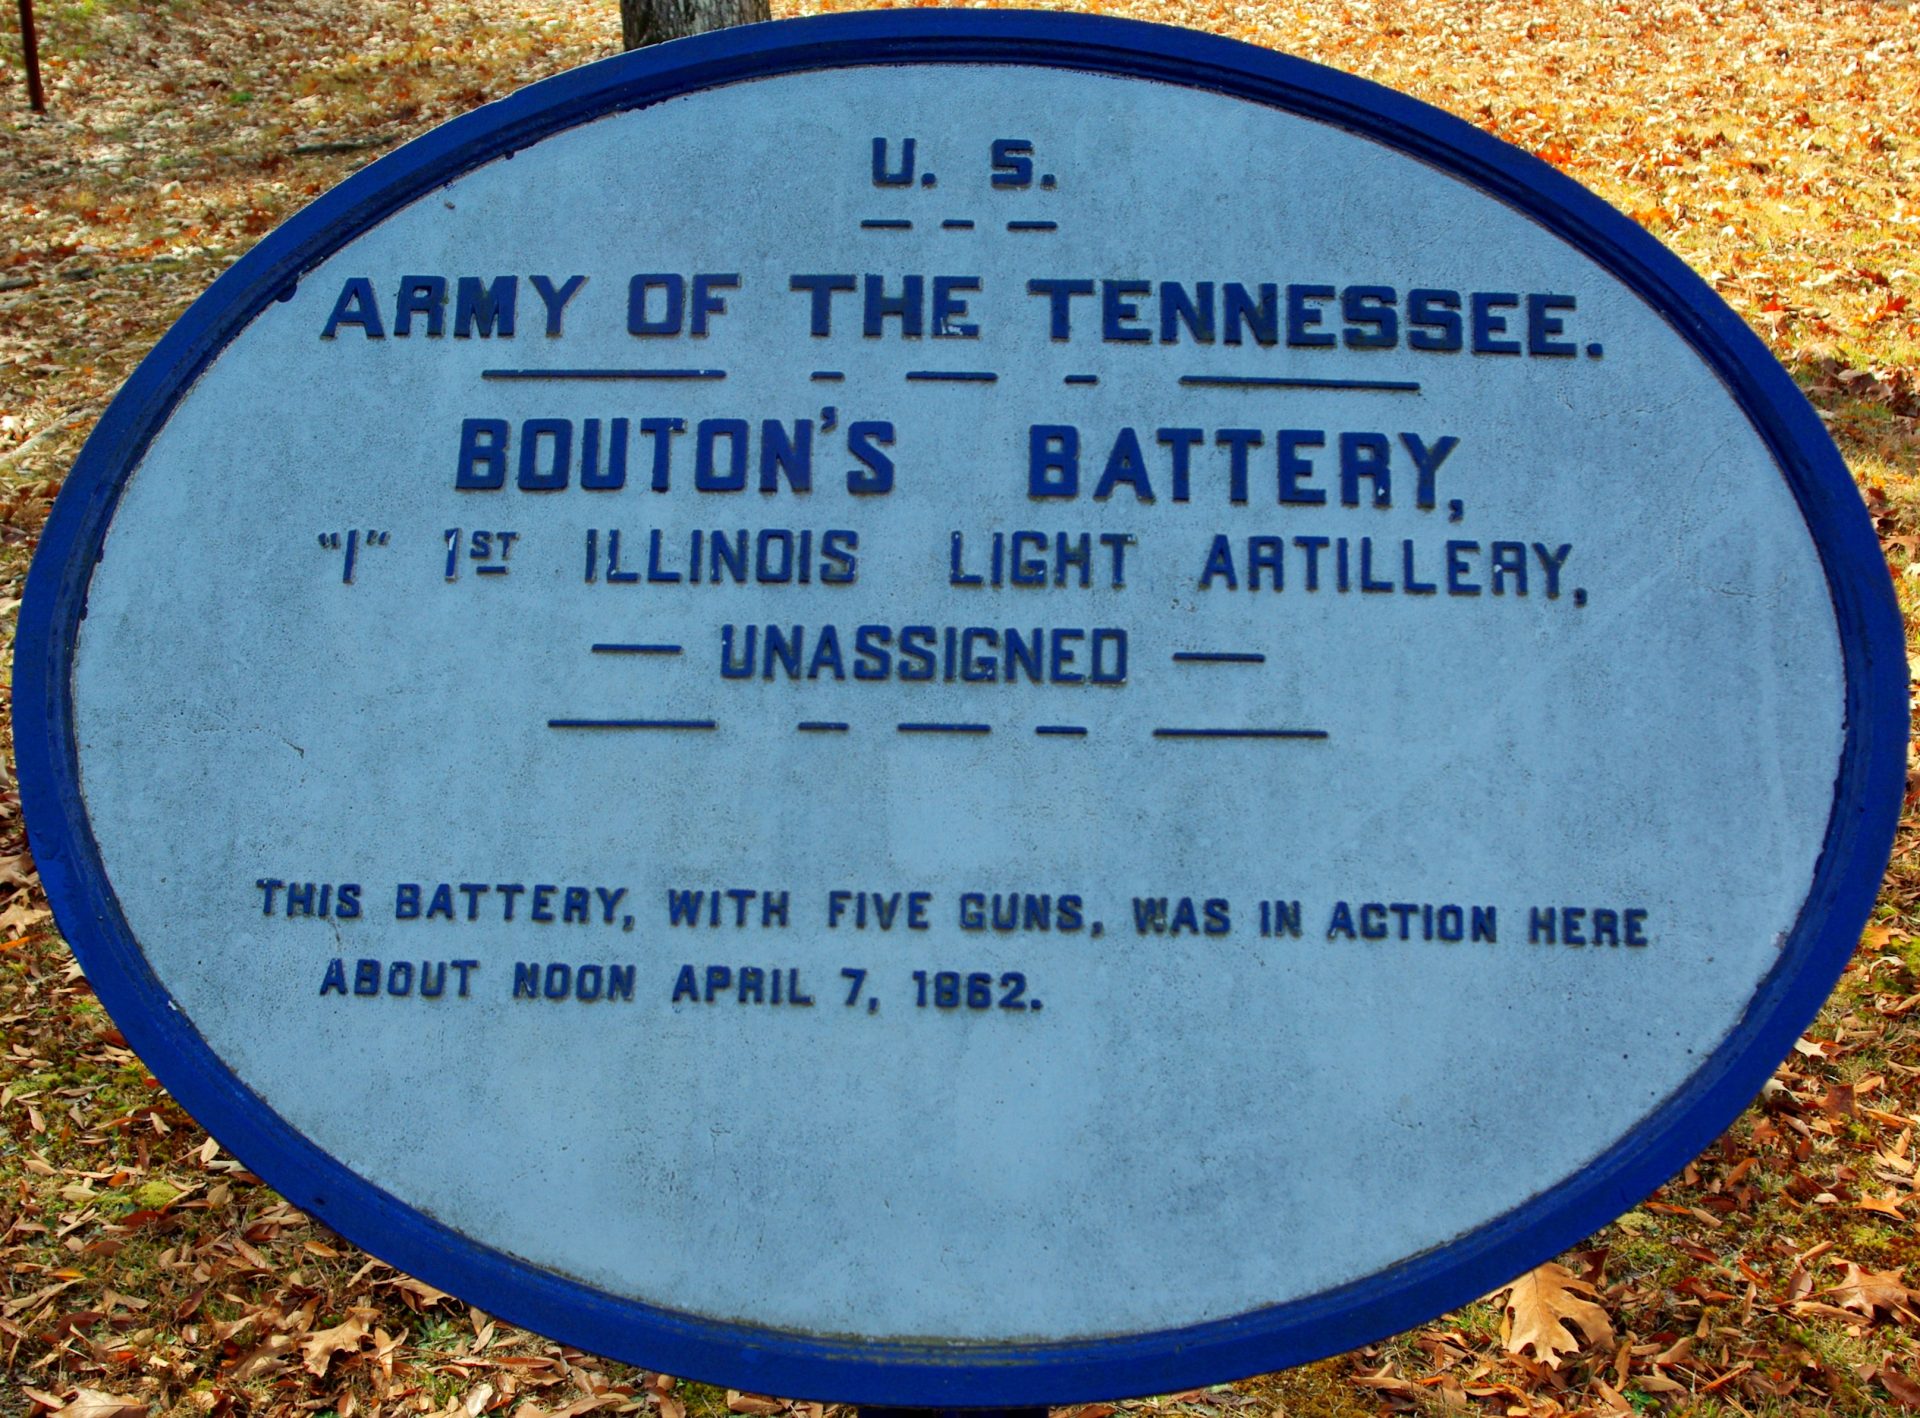 U. S.
ARMY OF THE TENNESSEE.
BOUTON'S BATTERY,
"I" 1ST ILLINOIS LIGHT ARTILLERY,
— UNASSIGNED —
THIS BATTERY, WITH FIVE GUNS, WAS IN ACTION HERE
ABOUT NOON APRIL 7, 1862.